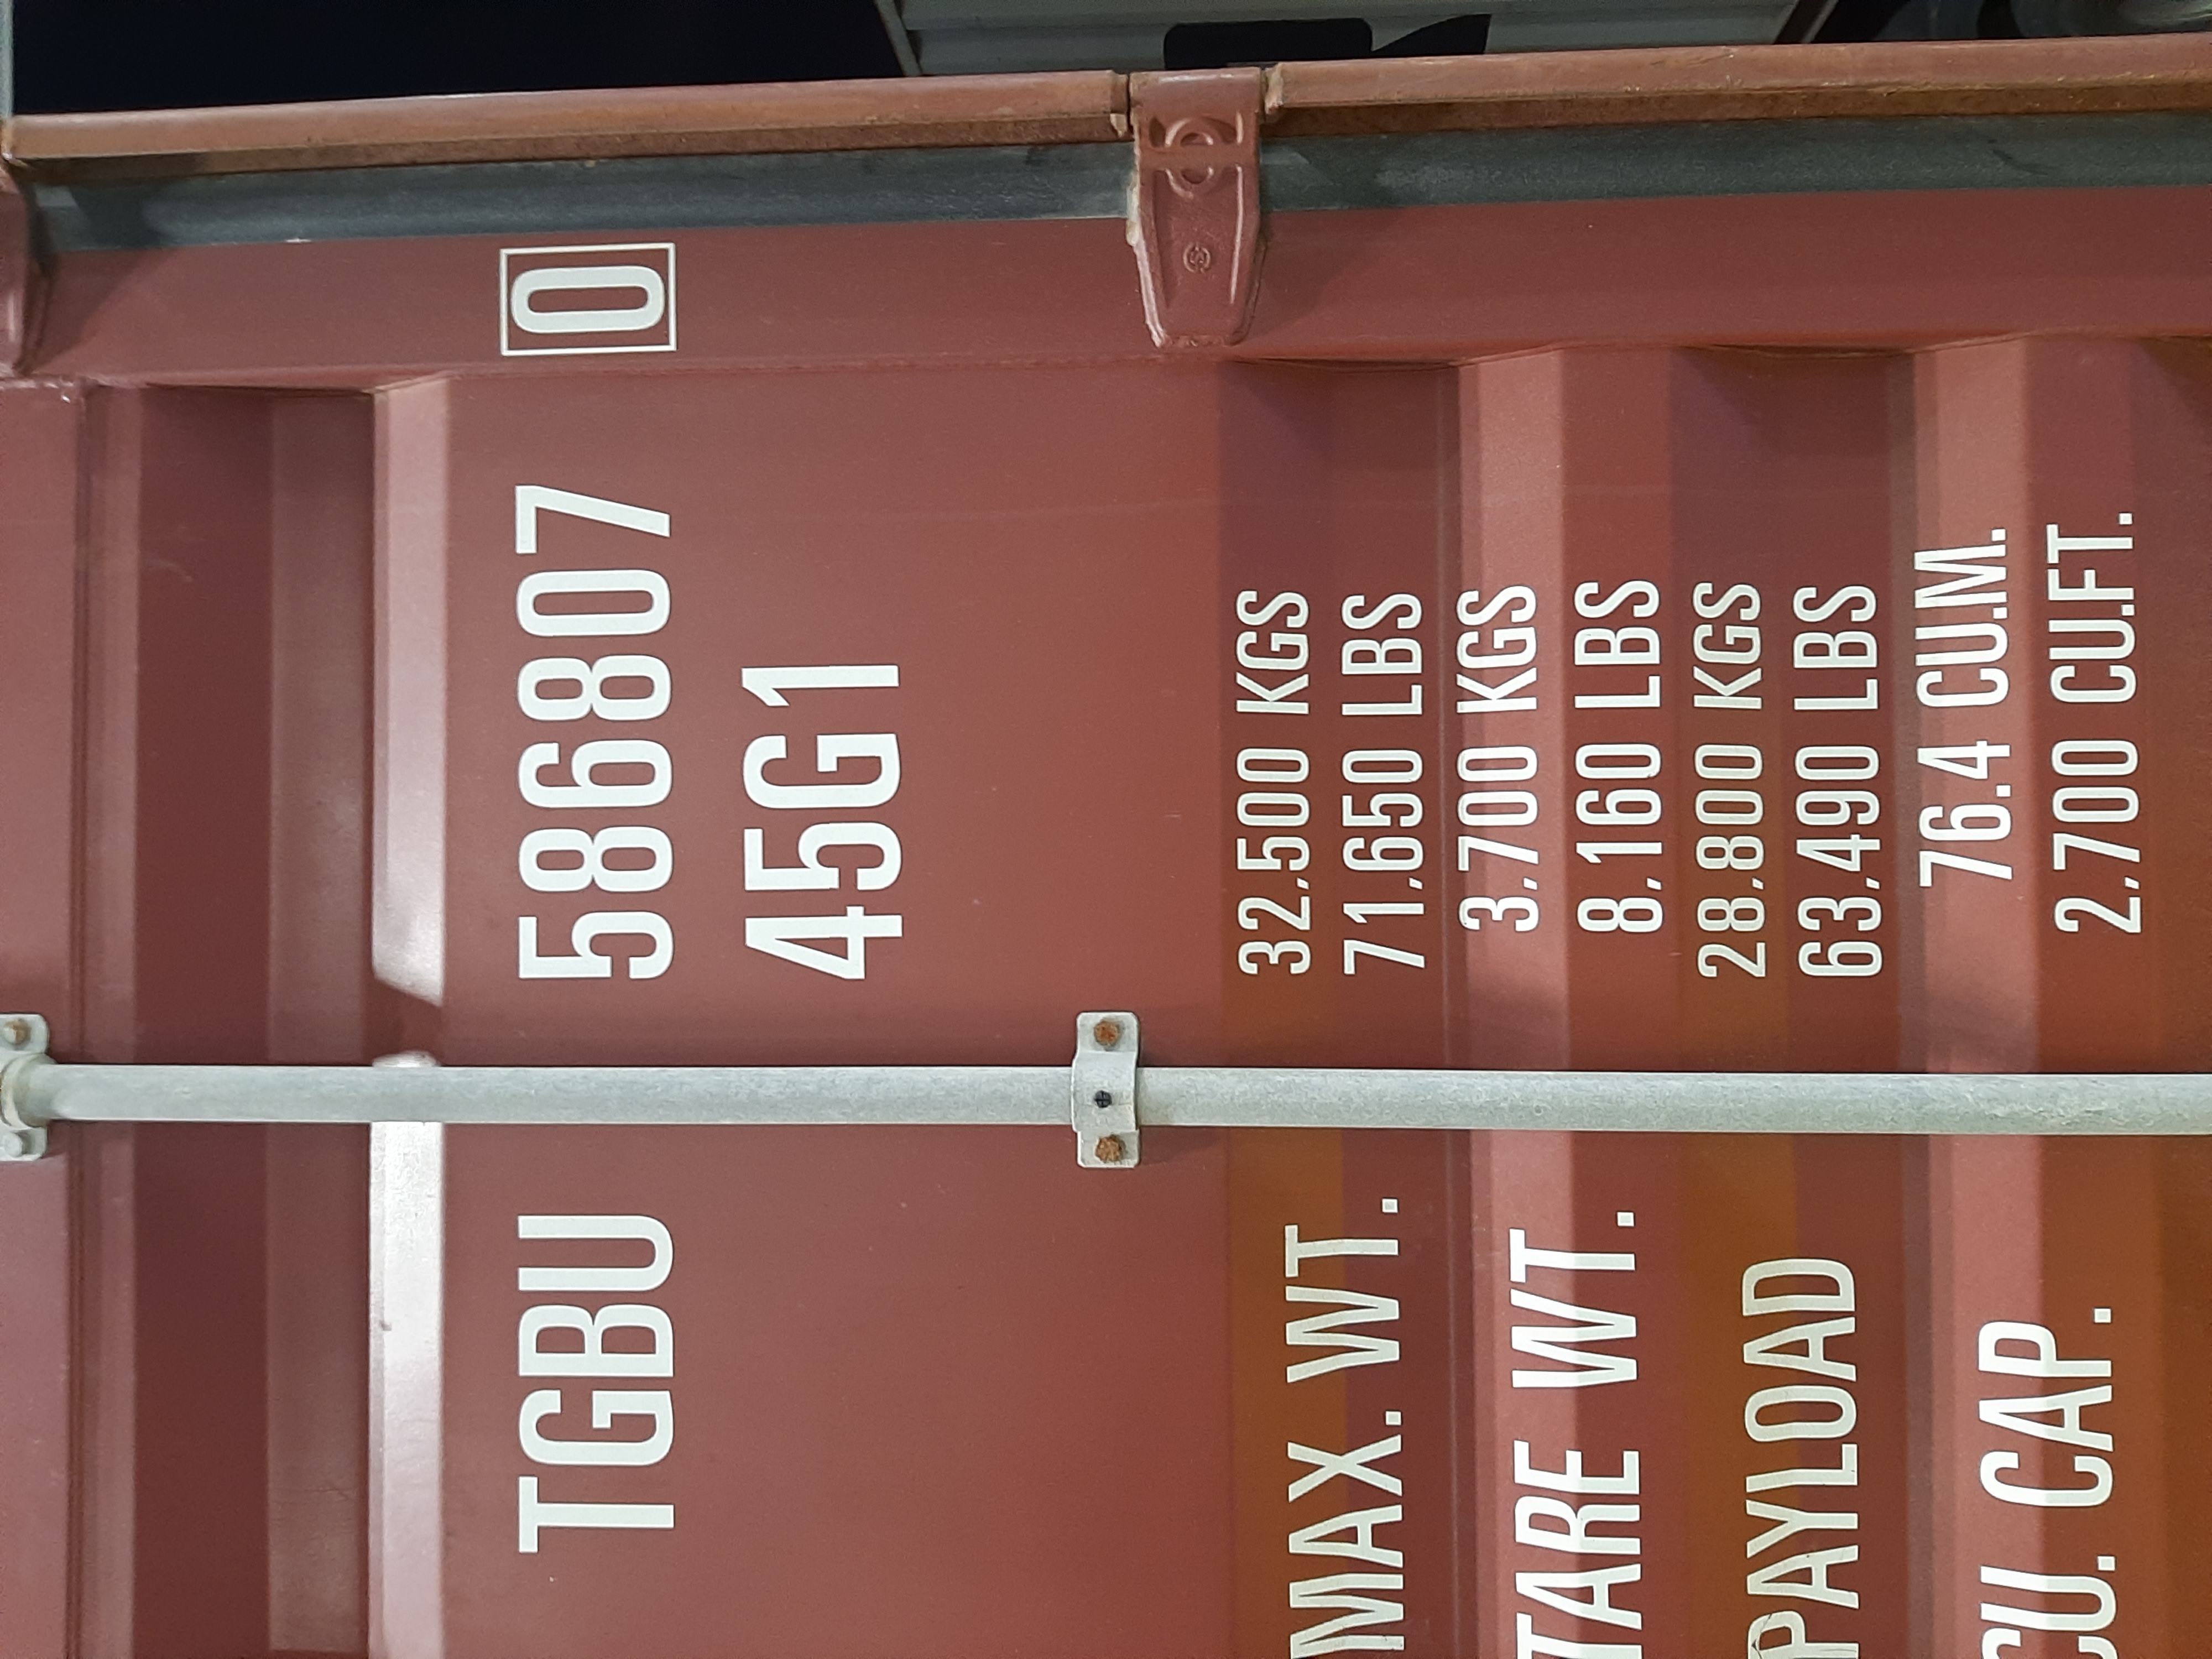 TGBU 586807 0
45G1
MAX. WT. 32.500 KGS
71.650 LBS
TARE WT. 3.700 KGS
8.160 LBS
PAYLOAD 28.800 KGS
63.490 LBS
CU. CAP. 76.4 CU.M.
2.700 CU.FT.